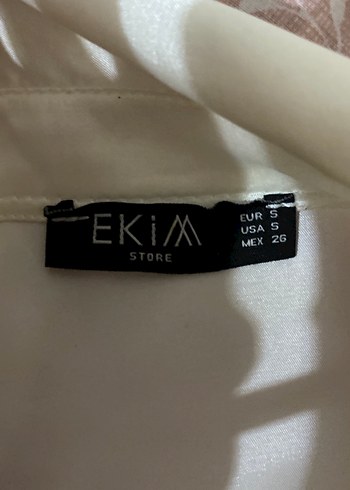 EKiM
STORE
EUR S
USA S
MEX 26